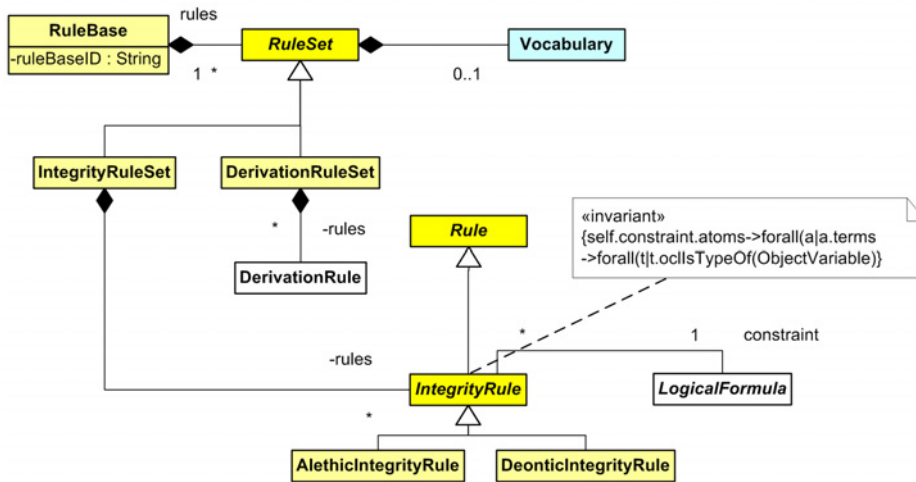 rules
RuleBase
-ruleBaseID : String
RuleSet
Vocabulary
1 *
0..1
IntegrityRuleSet
DerivationRuleSet
* -rules
DerivationRule
Rule
«invariant»
{self.constraint.atoms->forall(a|a.terms
->forall(t|t.oclIsTypeOf(ObjectVariable)}
* 1 constraint
-rules
IntegrityRule
LogicalFormula
*
AlethicIntegrityRule
DeonticIntegrityRule